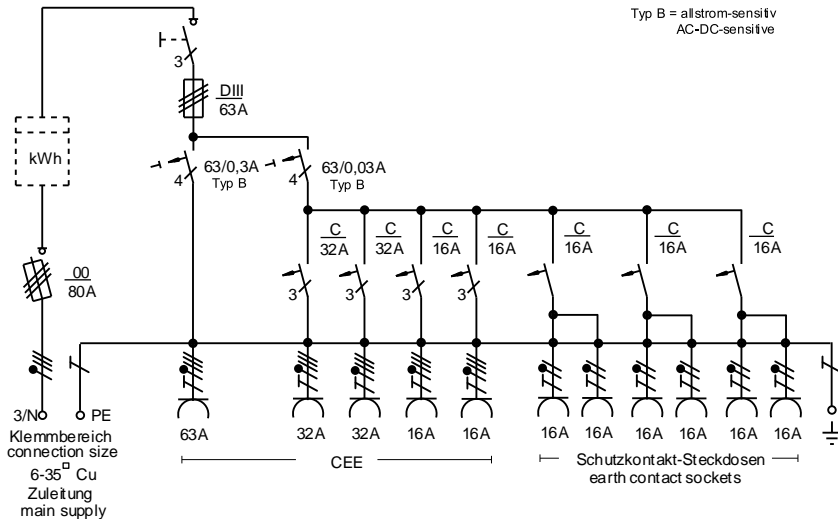 Typ B = allstrom-sensitiv
AC-DC-sensitive
3
DIII
63A
kWh
63/0,3A
Typ B
4
63/0,03A
Typ B
4
C
32A
C
32A
C
16A
C
16A
C
16A
C
16A
C
16A
00
80A
3
3
3
3
3/N
PE
63A
32A
32A
16A
16A
16A
16A
16A
16A
16A
16A
Klemmbereich
connection size
6-35□ Cu
Zuleitung
main supply
CEE
Schutzkontakt-Steckdosen
earth contact sockets